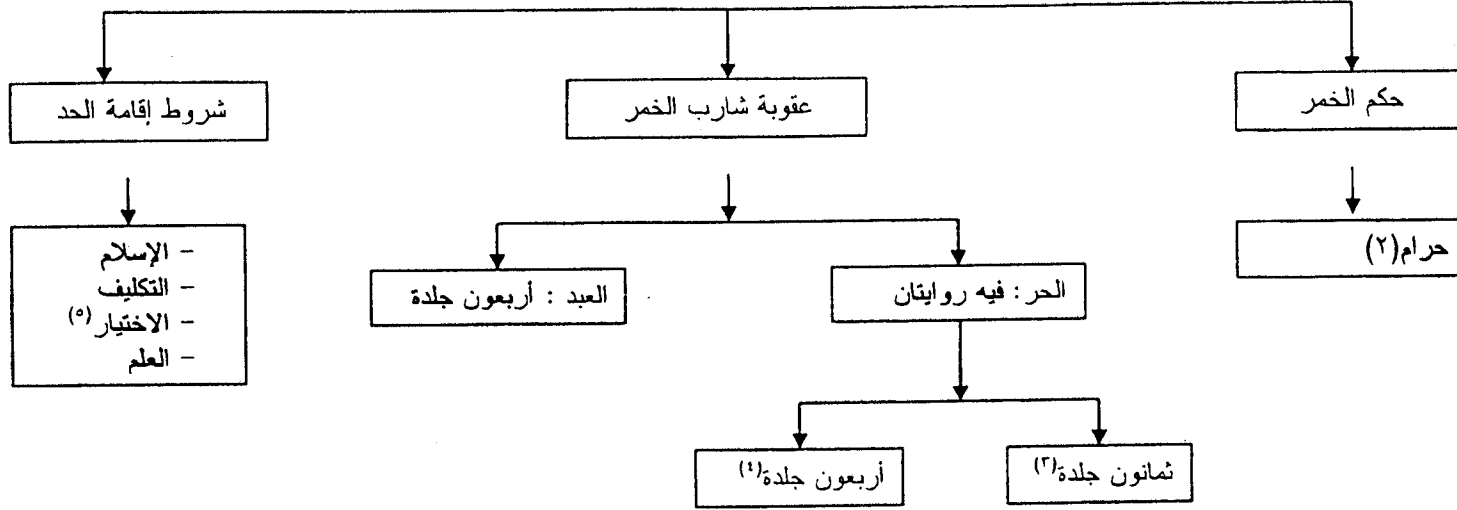 حكم الخمر
عقوبة شارب الخمر
شروط إقامة الحد
حرام(٢)
الحر : فيه روايتان
العبد : أربعون جلدة
- الإسلام
- التكليف
- الاختيار(٥)
- العلم
ثمانون جلدة(٣)
أربعون جلدة(٤)